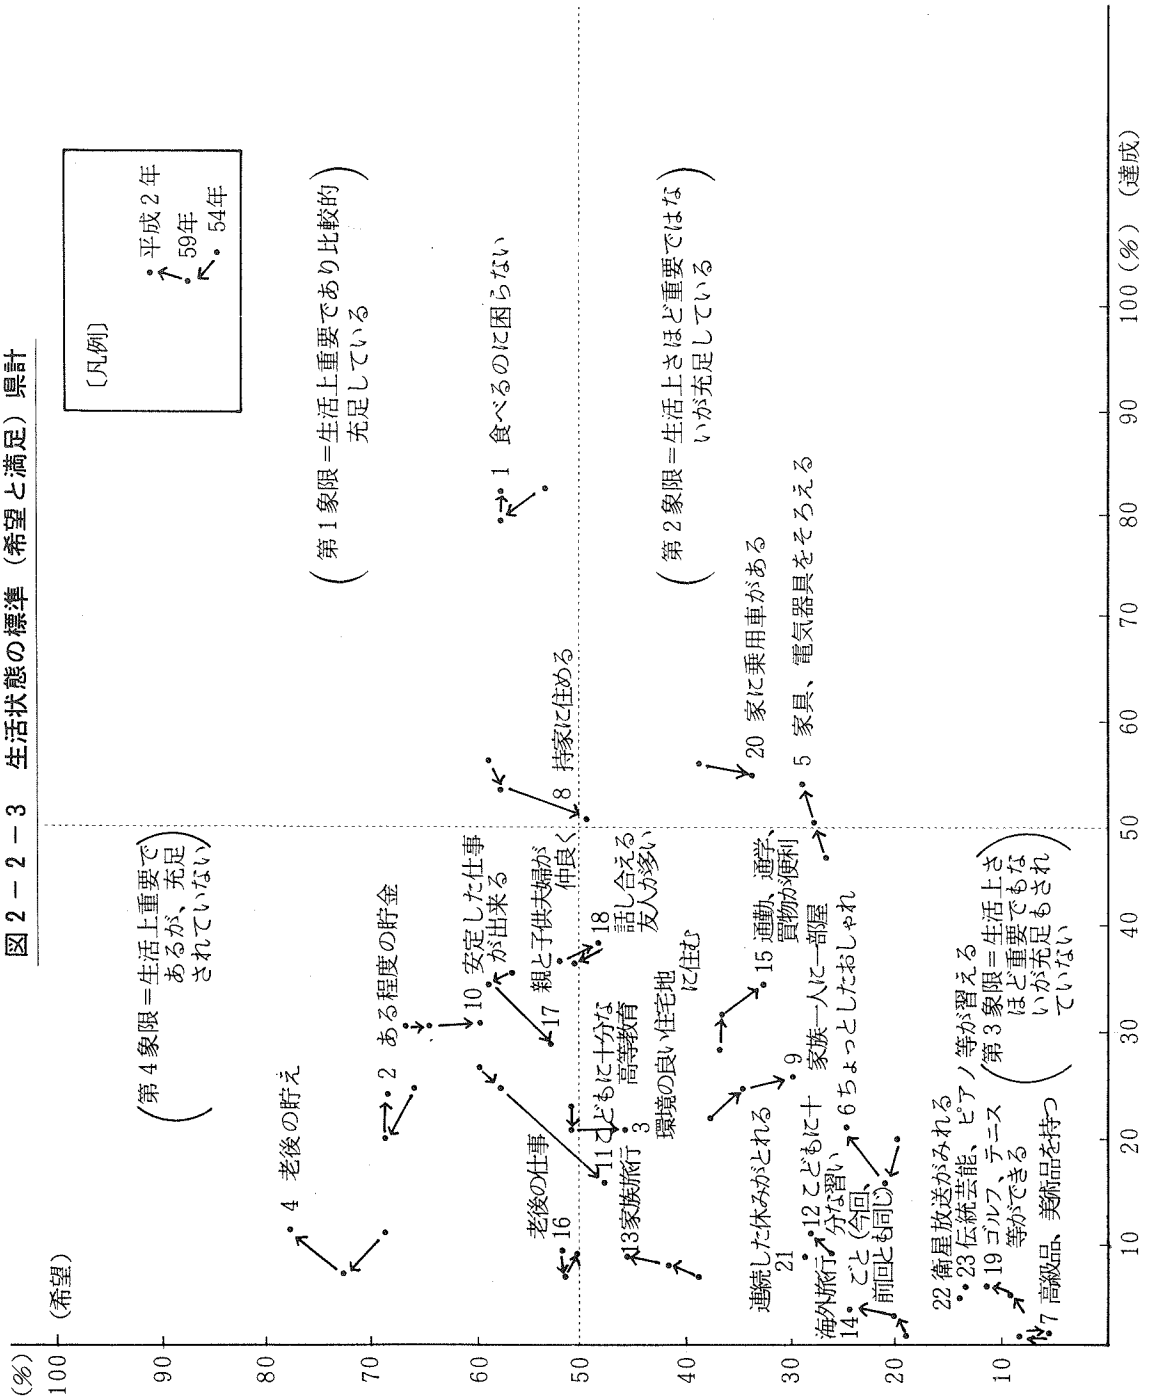 図2－2－3 生活状態の標準（希望と満足）県計
(%)
(希望)
100
90
80
70
60
50
40
30
20
10
10
20
30
40
50
60
70
80
90
100 (%)
(達成)
〔凡例〕
平成2年
59年
54年
第1象限＝生活上重要であり比較的
充足している
第2象限＝生活上さほど重要ではな
いが充足している
第4象限＝生活上重要で
あるが、充足
されていない
第3象限＝生活上さ
ほど重要でもな
いが充足もされ
ていない
1 食べるのに困らない
8 持家に住める
20 家に乗用車がある
5 家具、電気器具をそろえる
4 老後の貯え
2 ある程度の貯金
10 安定した仕事
が出来る
17 親と子供夫婦が
仲良く
18
話し合える
友人が多い
11 こどもに十分な
高等教育
3
環境の良い住宅地
に住む
老後の仕事
16
13 家族旅行
15 通勤、通学、
買物が便利
9
家族一人に一部屋
連続した休みがとれる
21
12 こどもに十
分な習い
ごと（今回、
前回とも同じ）
6 ちょっとしたおしゃれ
海外旅行
14
22 衛星放送がみれる
23 伝統芸能、ピアノ等が習える
19 ゴルフ、テニス
等ができる
7 高級品、美術品を持つ